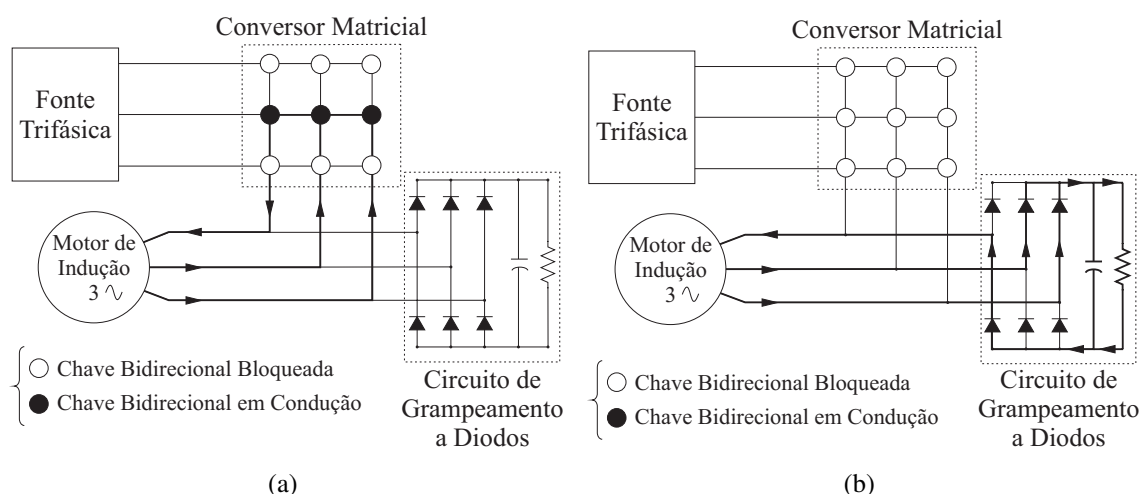 Conversor Matricial
Fonte
Trifásica
Motor de
Indução
3
Chave Bidirecional Bloqueada
Chave Bidirecional em Condução
Circuito de
Grampeamento
a Diodos
(a)
Conversor Matricial
Fonte
Trifásica
Motor de
Indução
3
Chave Bidirecional Bloqueada
Chave Bidirecional em Condução
Circuito de
Grampeamento
a Diodos
(b)